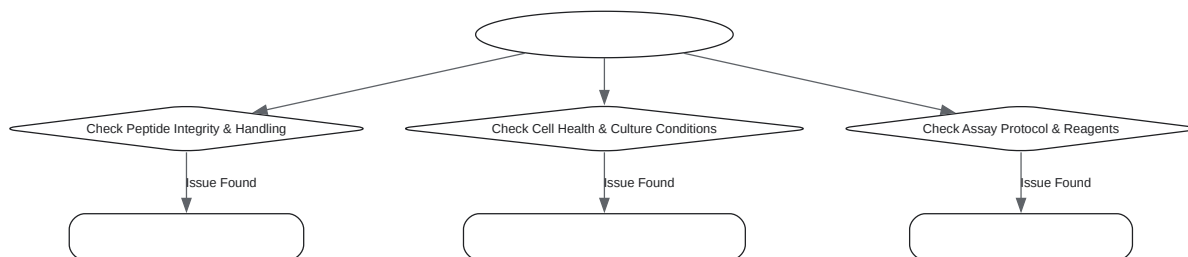 Check Peptide Integrity & Handling
Check Cell Health & Culture Conditions
Check Assay Protocol & Reagents
Issue Found
Issue Found
Issue Found